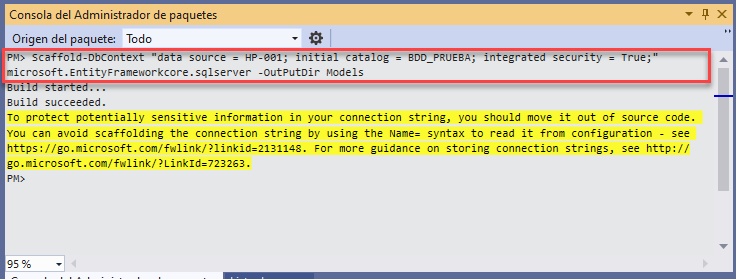 Consola del Administrador de paquetes
Origen del paquete: Todo
PM> Scaffold-DbContext "data source = HP-001; initial catalog = BDD_PRUEBA; integrated security = True;"
microsoft.EntityFrameworkcore.sqlserver -OutPutDir Models
Build started...
Build succeeded.
To protect potentially sensitive information in your connection string, you should move it out of source code.
You can avoid scaffolding the connection string by using the Name= syntax to read it from configuration - see
https://go.microsoft.com/fwlink/?linkid=2131148. For more guidance on storing connection strings, see http://
go.microsoft.com/fwlink/?LinkId=723263.
PM>
95 %